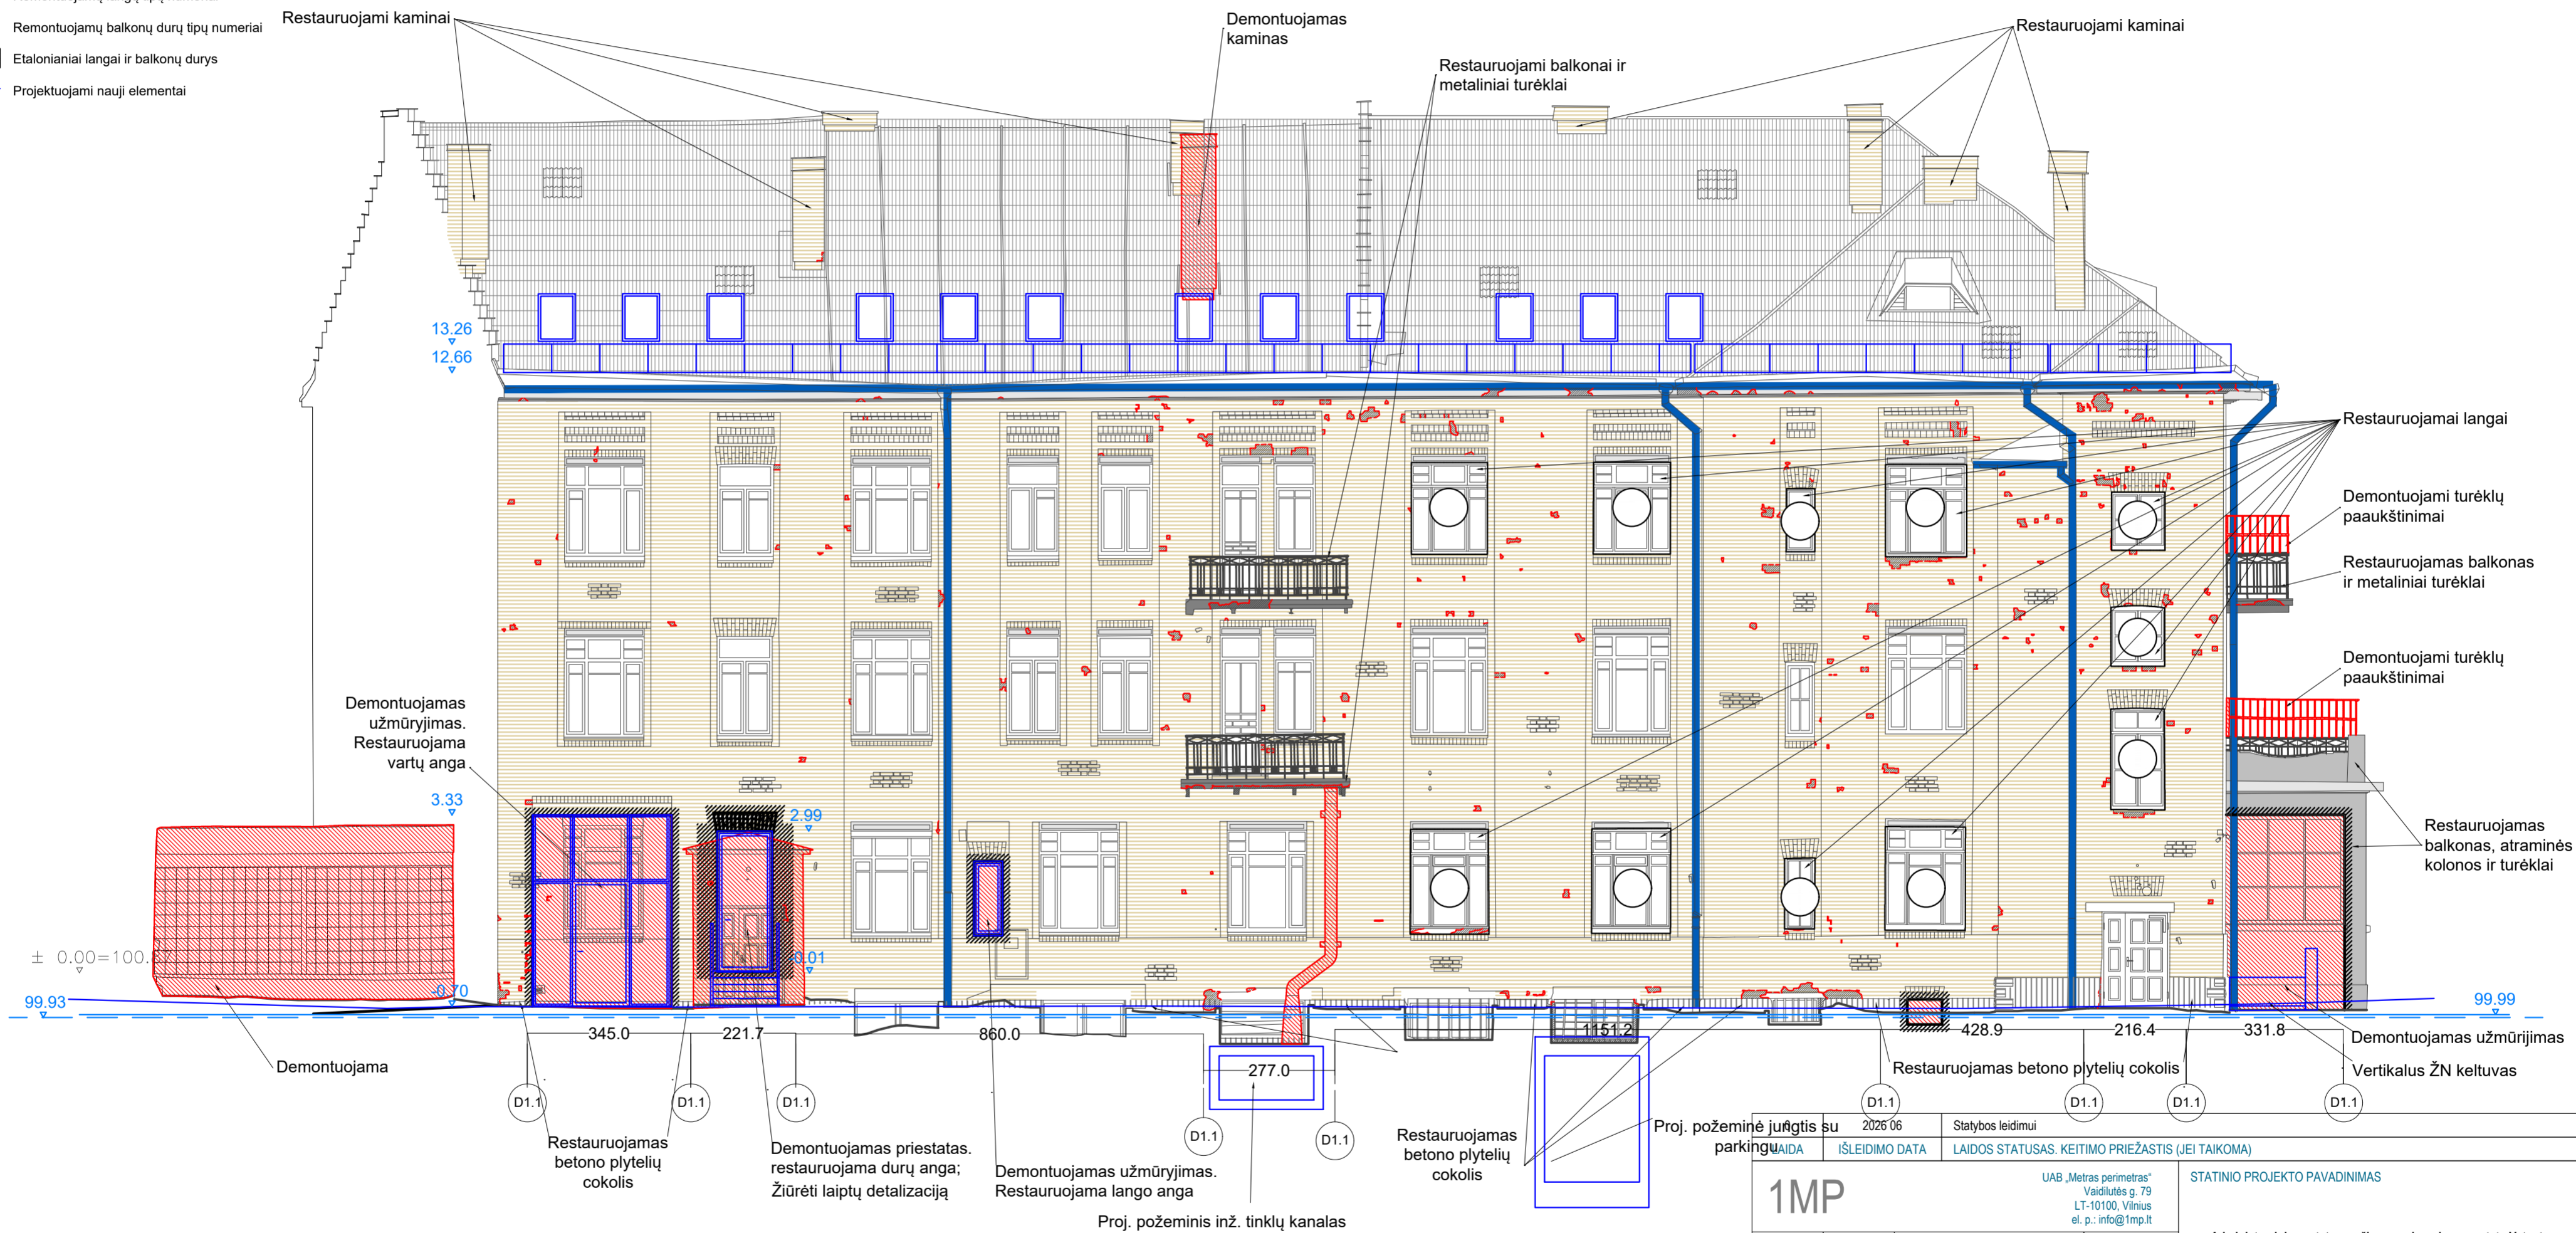 Remontuojamų balkonų durų tipų numeriai
Etalonianiai langai ir balkonų durys
Projektuojami nauji elementai
Restauruojami kaminai
Demontuojamas
kaminas
Restauruojami balkonai ir
metaliniai turėklai
Restauruojami kaminai
13.26
12.66
Restauruojamai langai
Demontuojami turėklų
paaukštinimai
Restauruojamas balkonas
ir metaliniai turėklai
Demontuojami turėklų
paaukštinimai
Demontuojamas
užmūryjimas.
Restauruojama
vartų anga
3.33
2.99
Restauruojamas
balkonas, atraminės
kolonos ir turėklai
± 0.00=100.
-0.01
-0.70
99.93
99.99
345.0
221.7
860.0
1151.2
428.9
216.4
331.8
277.0
Demontuojama
Demontuojamas užmūrijimas
Restauruojamas betono plytelių cokolis
Vertikalus ŽN keltuvas
D1.1
D1.1
D1.1
D1.1
D1.1
D1.1
D1.1
D1.1
D1.1
Restauruojamas
betono plytelių
cokolis
Demontuojamas priestatas.
restauruojama durų anga;
Žiūrėti laiptų detalizaciją
Demontuojamas užmūryjimas.
Restauruojama lango anga
Proj. požeminis inž. tinklų kanalas
Restauruojamas
betono plytelių
cokolis
Proj. požeminė jungtis su
parkingu
0
2026 06
Statybos leidimui
LAIDA
IŠLEIDIMO DATA
LAIDOS STATUSAS. KEITIMO PRIEŽASTIS (JEI TAIKOMA)
1MP
UAB „Metras perimetras"
Vaidilutės g. 79
LT-10100, Vilnius
el. p.: info@1mp.lt
STATINIO PROJEKTO PAVADINIMAS